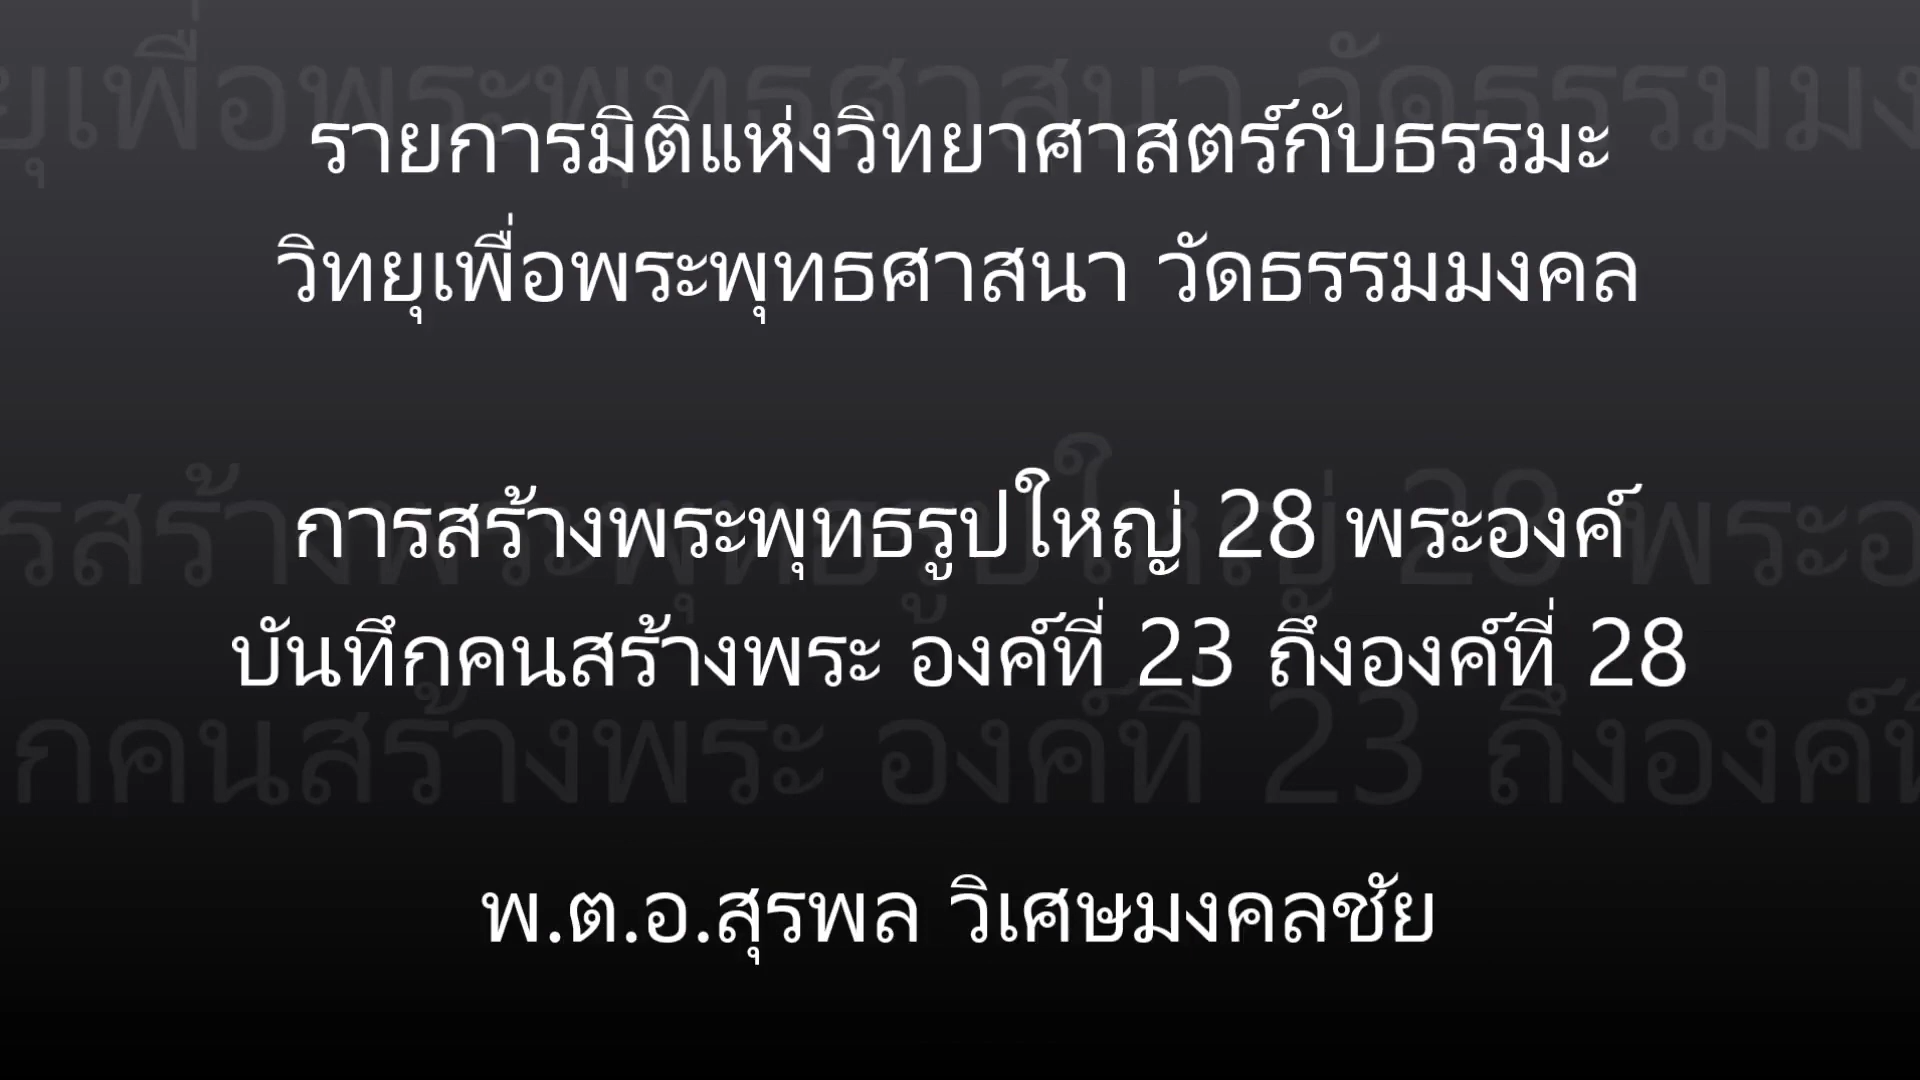 รายการมิติแห่งวิทยาศาสตร์กับธรรมะ
วิทยุเพื่อพระพุทธศาสนา วัดธรรมมงคล
การสร้างพระพุทธรูปใหญ่ 28 พระองค์
บันทึกคนสร้างพระ องค์ที่ 23 ถึงองค์ที่ 28
พ.ต.อ.สุรพล วิเศษมงคลชัย